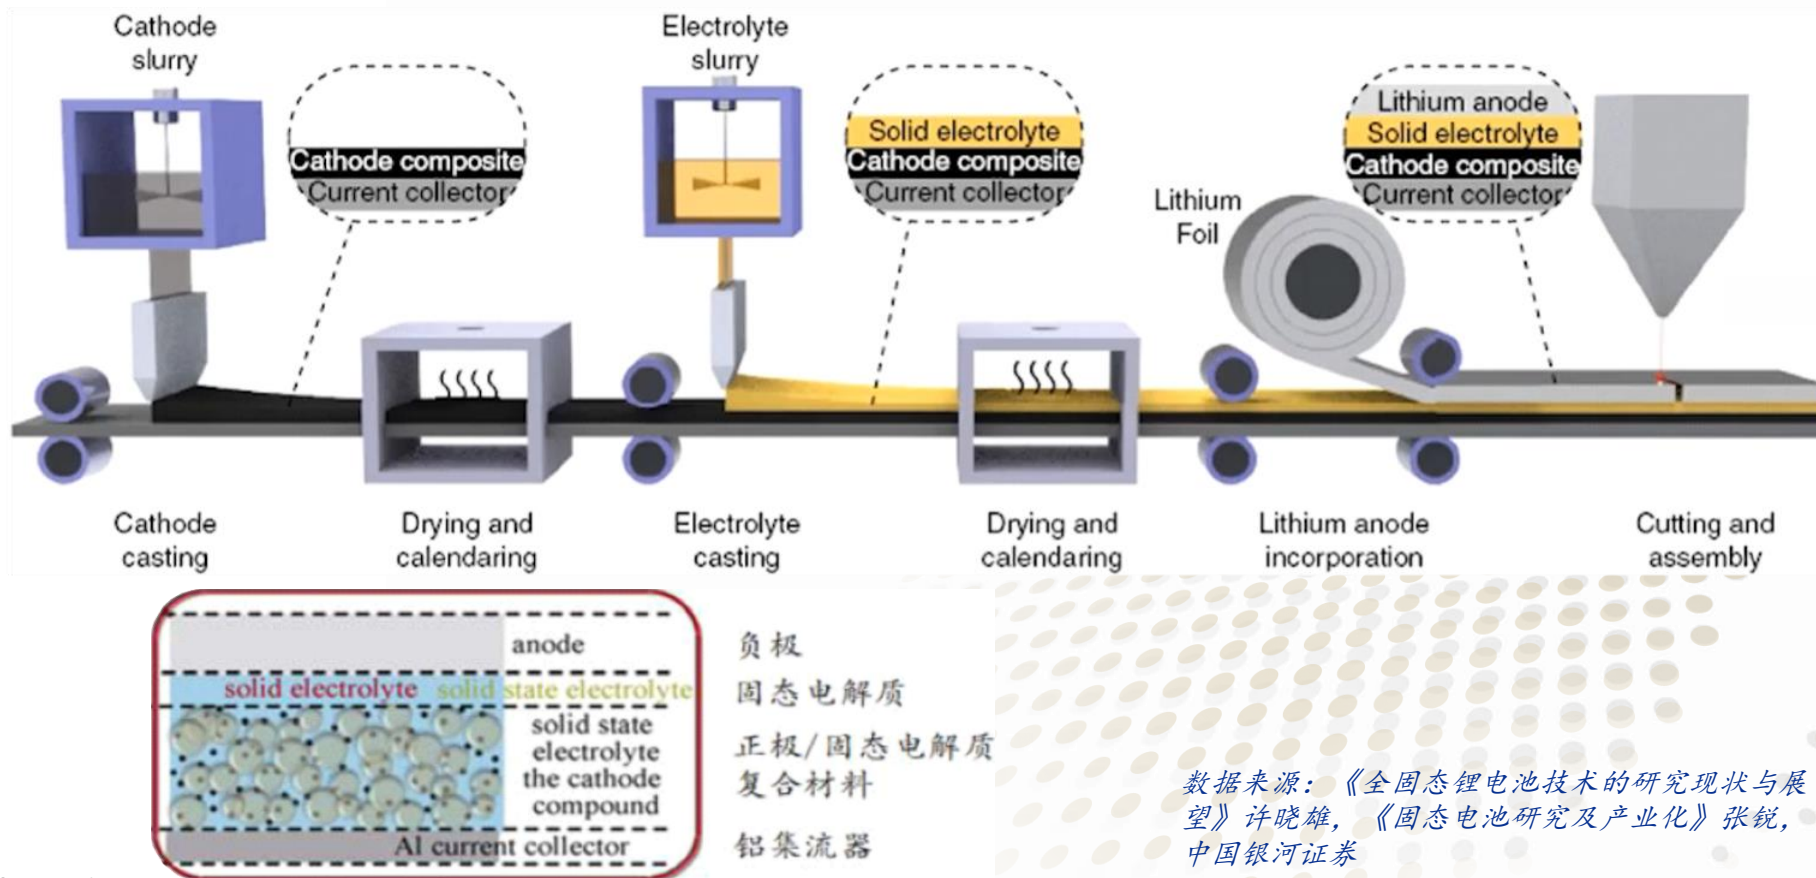 Cathode
slurry
Electrolyte
slurry
Cathode composite
Current collector
Solid electrolyte
Cathode composite
Current collector
Lithium anode
Solid electrolyte
Cathode composite
Current collector
Lithium
Foil
Cathode
casting
Drying and
calendaring
Electrolyte
casting
Drying and
calendaring
Lithium anode
incorporation
Cutting and
assembly
anode
solid electrolyte solid state electrolyte
solid state
electrolyte
the cathode
compound
Al current collector
负极
固态电解质
正极/固态电解质
复合材料
铝集流器
数据来源：《全固态锂电池技术的研究现状与展
望》许晓雄，《固态电池研究及产业化》张锐，
中国银河证券